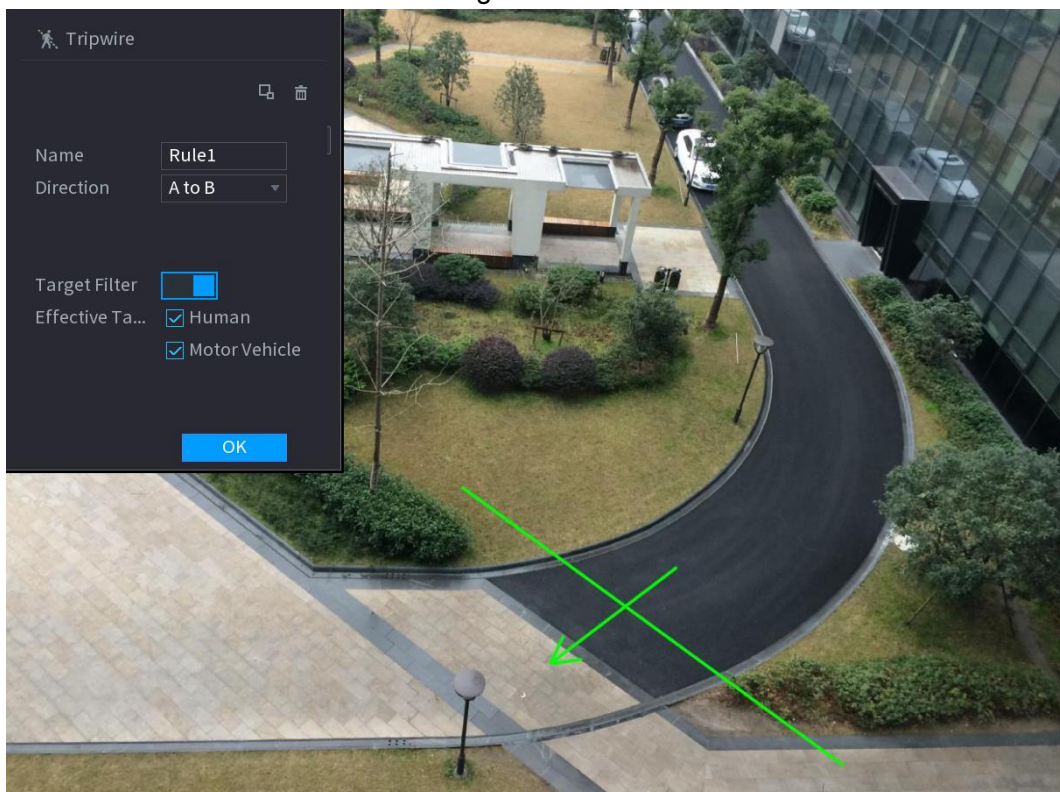 Tripwire
Name Rule1
Direction A to B
Target Filter
Effective Ta... Human
Motor Vehicle
OK